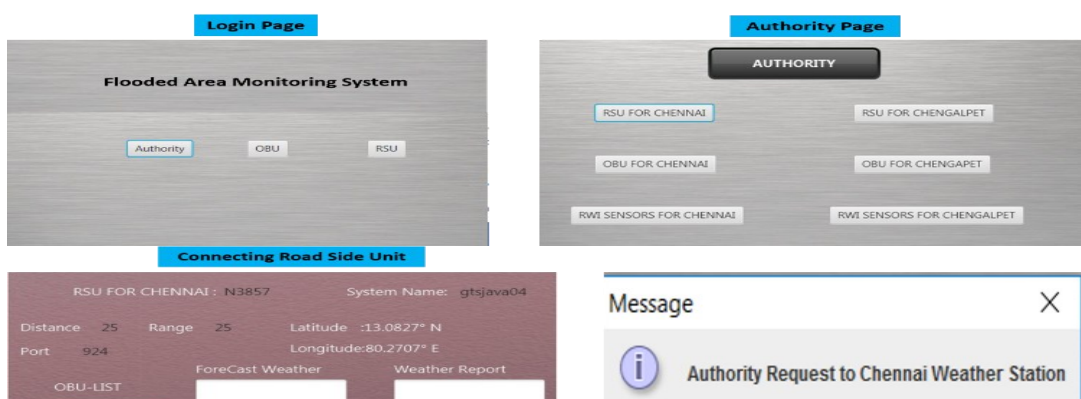 Login Page
Flooded Area Monitoring System
Authority OBU RSU
Authority Page
AUTHORITY
RSU FOR CHENNAI RSU FOR CHENGALPET
OBU FOR CHENNAI OBU FOR CHENGAPET
RWI SENSORS FOR CHENNAI RWI SENSORS FOR CHENGALPET
Connecting Road Side Unit
RSU FOR CHENNAI : N3857 System Name: gtsjava04
Distance 25 Range 25 Latitude :13.0827° N
Port 924 Longitude:80.2707° E
ForeCast Weather Weather Report
OBU-LIST
Message
Authority Request to Chennai Weather Station